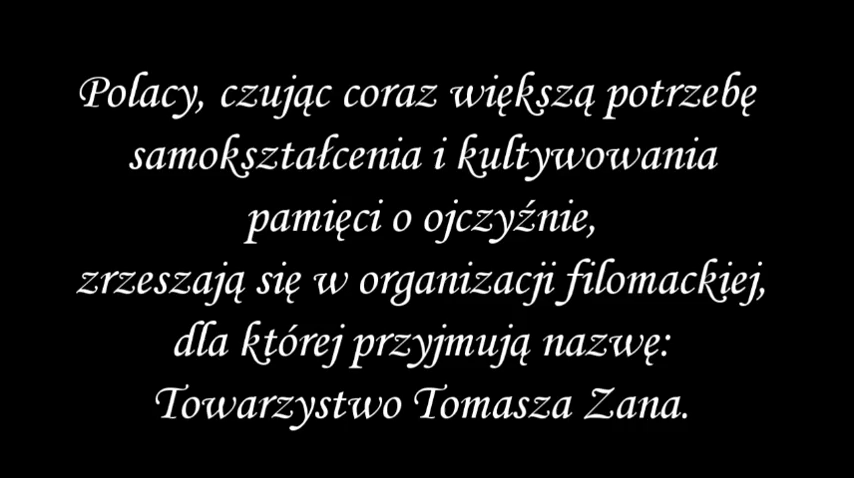 Polacy, czując coraz większą potrzebę
samokształcenia i kultywowania
pamięci o ojczyźnie,
zrzeszają się w organizacji filomackiej,
dla której przyjmują nazwę:
Towarzystwo Tomasza Zana.